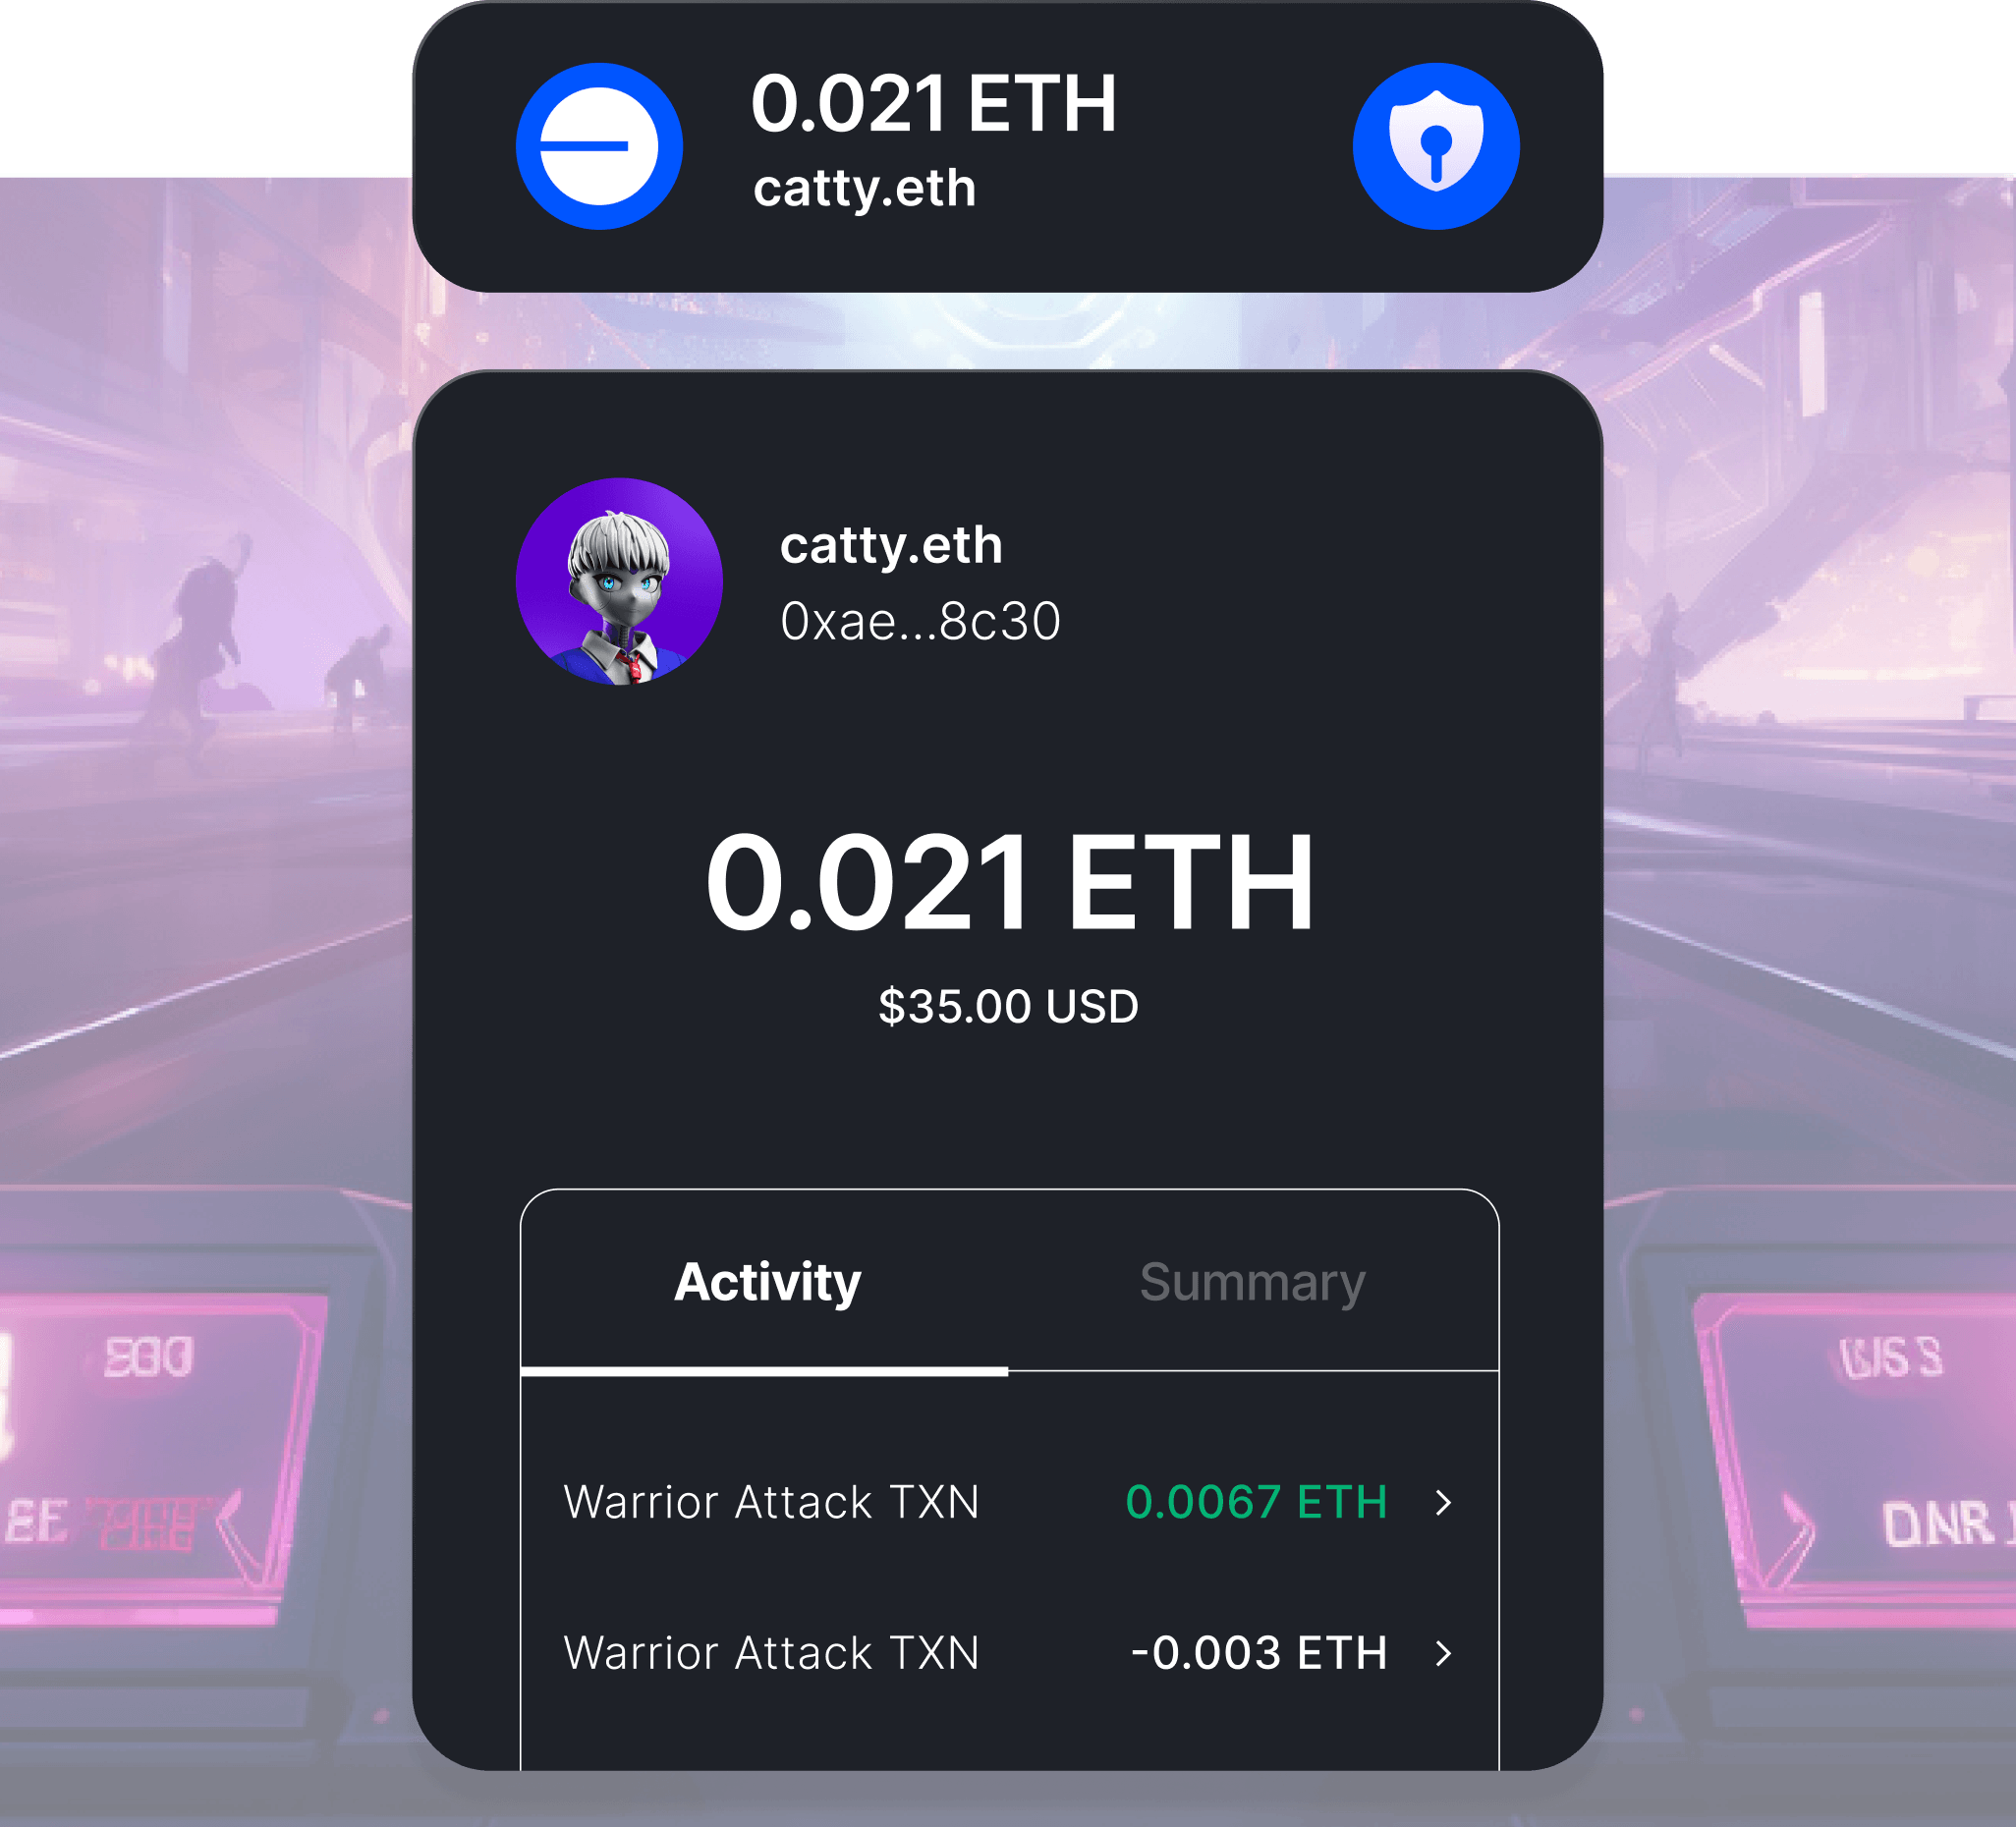 0.021 ETH
catty.eth
catty.eth
0xae...8c30
0.021 ETH
$35.00 USD
Activity Summary
Warrior Attack TXN 0.0067 ETH
Warrior Attack TXN -0.003 ETH